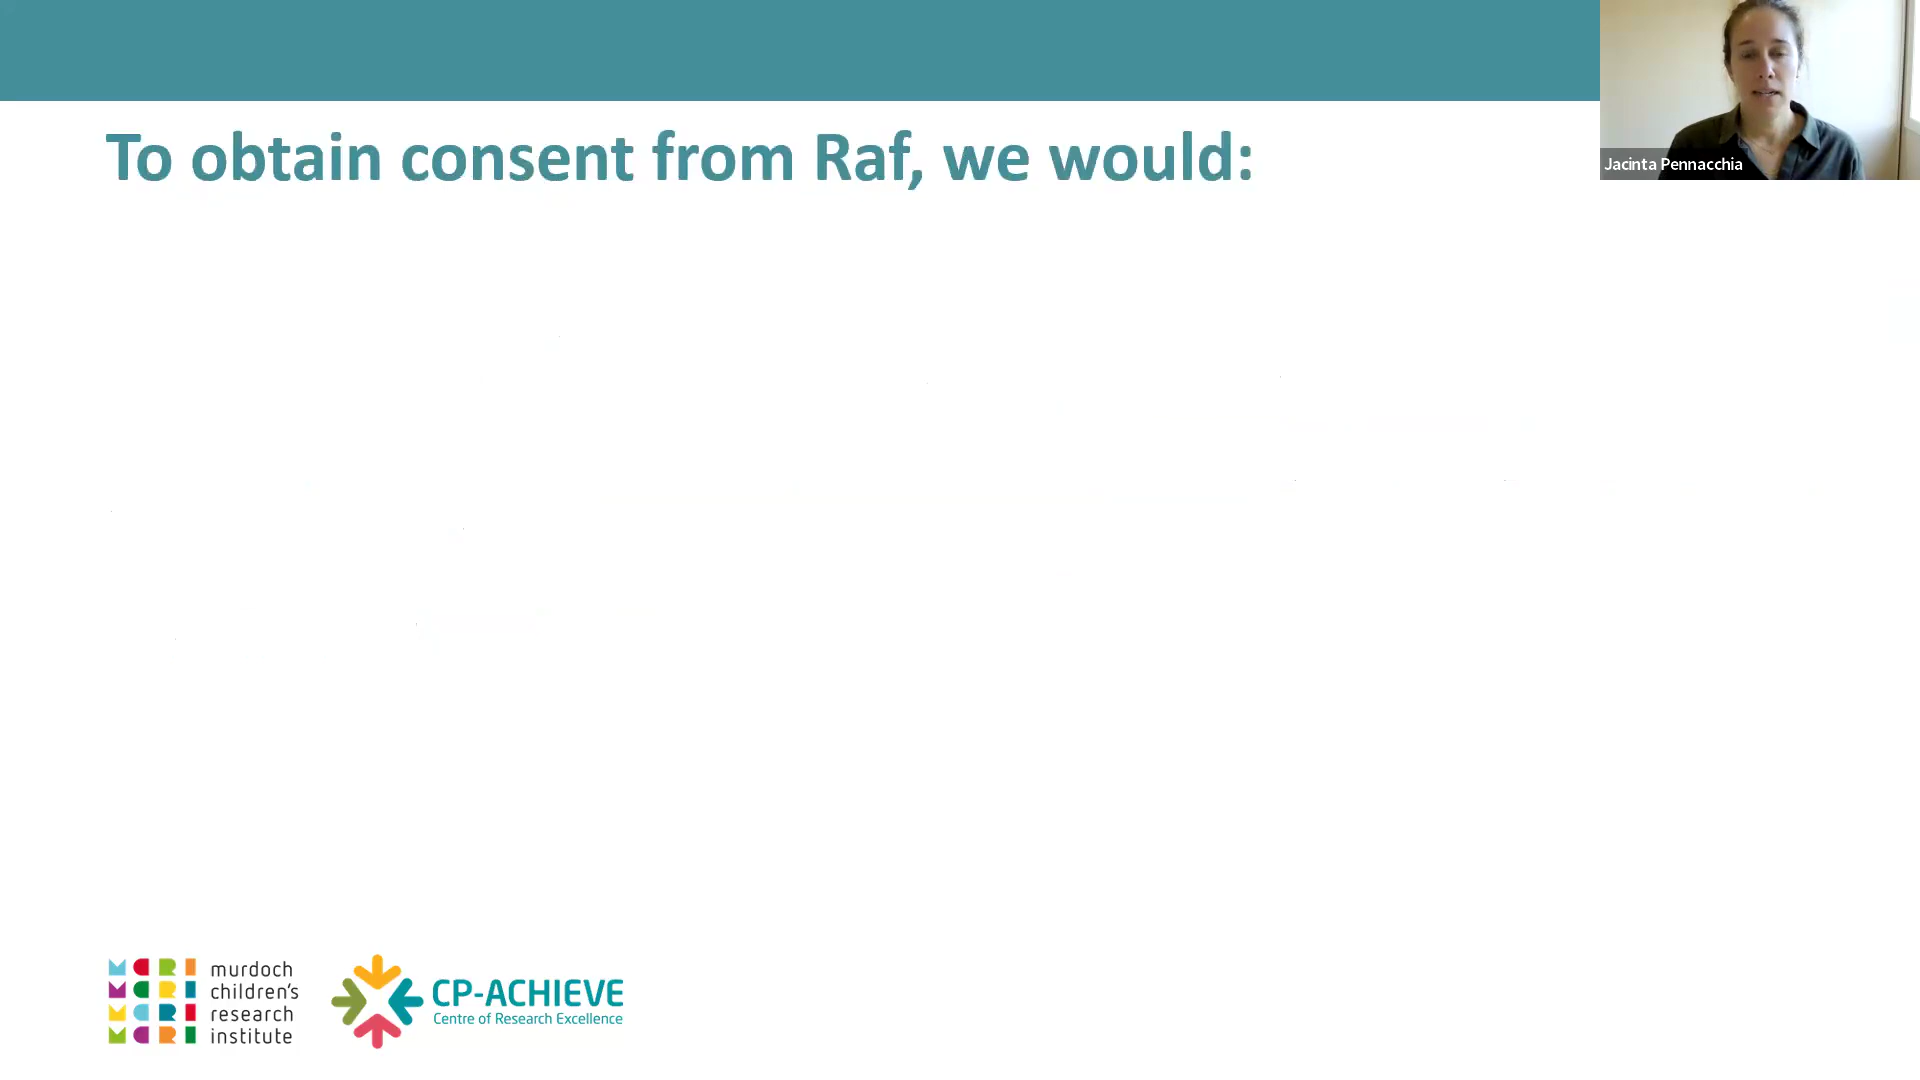 To obtain consent from Raf, we would:
Jacinta Pennacchia
murdoch
children's
research
institute
CP-ACHIEVE
Centre of Research Excellence